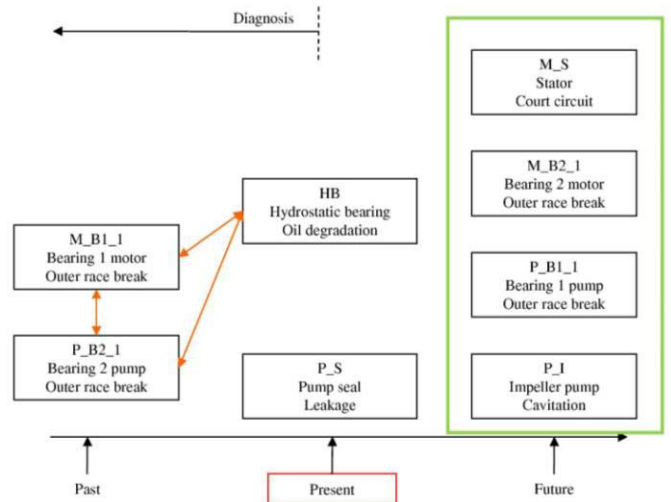 Diagnosis
M_S
Stator
Court circuit
M_B2_1
Bearing 2 motor
Outer race break
HB
Hydrostatic bearing
Oil degradation
M_B1_1
Bearing 1 motor
Outer race break
P_B1_1
Bearing 1 pump
Outer race break
P_B2_1
Bearing 2 pump
Outer race break
P_S
Pump seal
Leakage
P_I
Impeller pump
Cavitation
Past
Present
Future